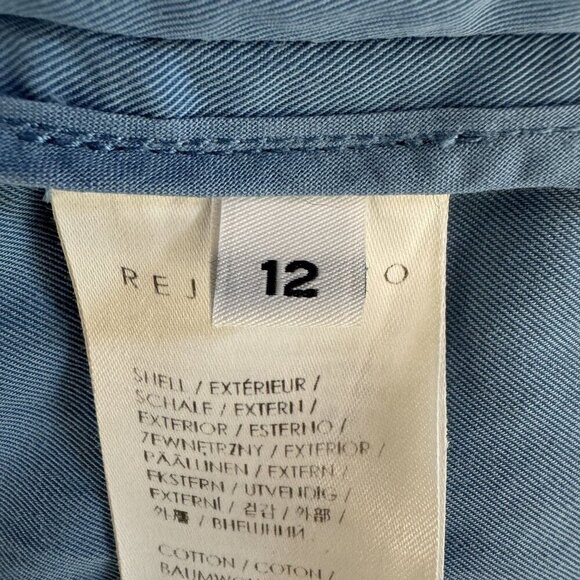 REJ O
12
SHELL / EXTÉRIEUR /
SCHALE / EXTERN /
EXTERIOR / ESTERNO /
ZEWNĘTRZNY / EXTERIOR /
PÄÄLLINEN / EXTERN /
EKSTERN / UTVENDIG /
EXTERNÍ / 겉감 / 外部 /
外層 / ВНЕШНИЙ
COTTON / COTON /